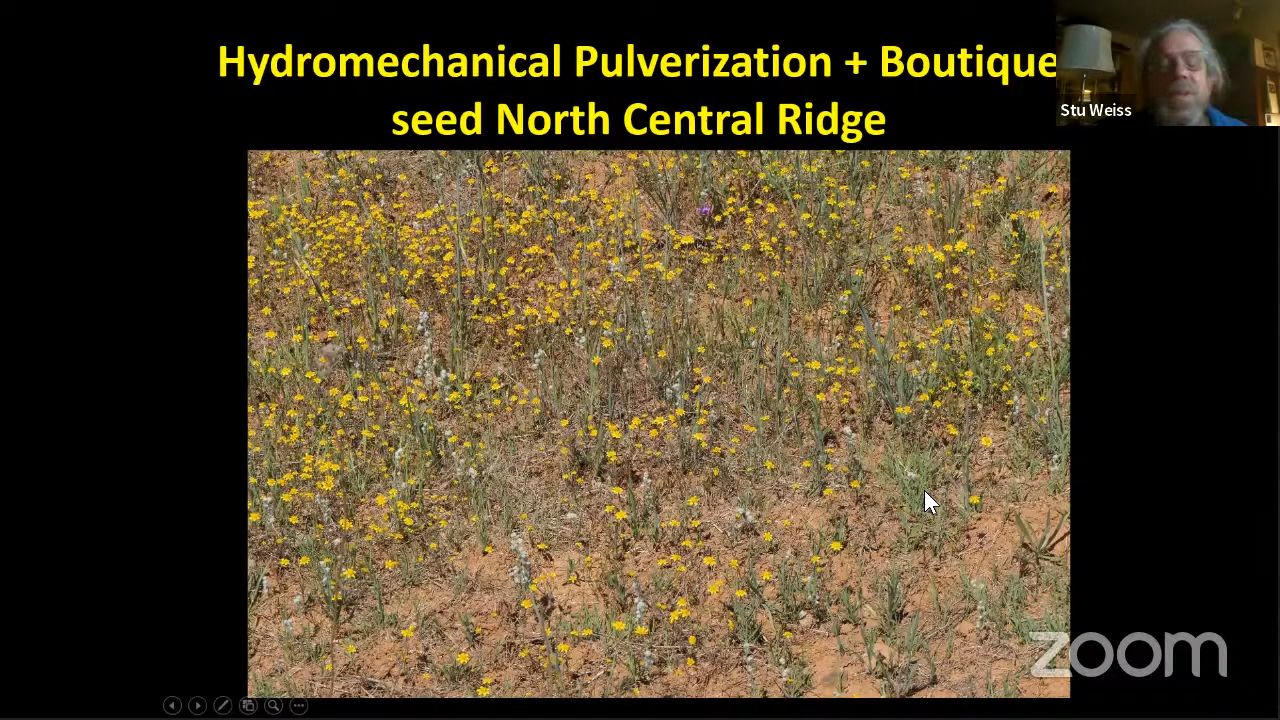 Hydromechanical Pulverization + Boutique
seed North Central Ridge
Stu Weiss
zoom